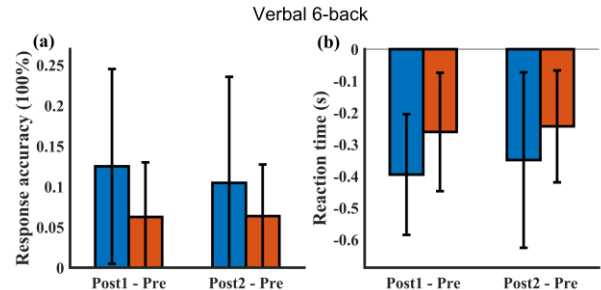 Verbal 6-back
(a)
Response accuracy (100%)
0.25
0.2
0.15
0.1
0.05
0
Post1 - Pre
Post2 - Pre
(b)
Reaction time (s)
0
-0.1
-0.2
-0.3
-0.4
-0.5
-0.6
Post1 - Pre
Post2 - Pre